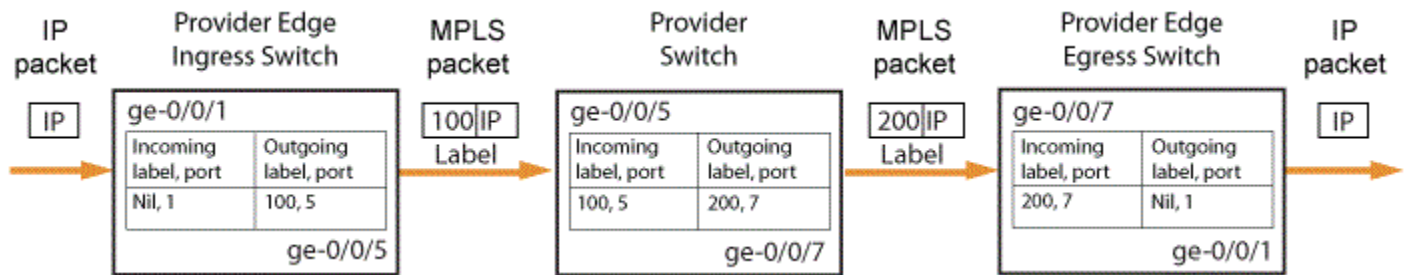 IP
packet
Provider Edge
Ingress Switch
MPLS
packet
Provider
Switch
MPLS
packet
Provider Edge
Egress Switch
IP
packet
IP
ge-0/0/1
Incoming
label, port
Outgoing
label, port
Nil, 1
100, 5
ge-0/0/5
100 IP
Label
ge-0/0/5
Incoming
label, port
Outgoing
label, port
100, 5
200, 7
ge-0/0/7
200 IP
Label
ge-0/0/7
Incoming
label, port
Outgoing
label, port
200, 7
Nil, 1
ge-0/0/1
IP